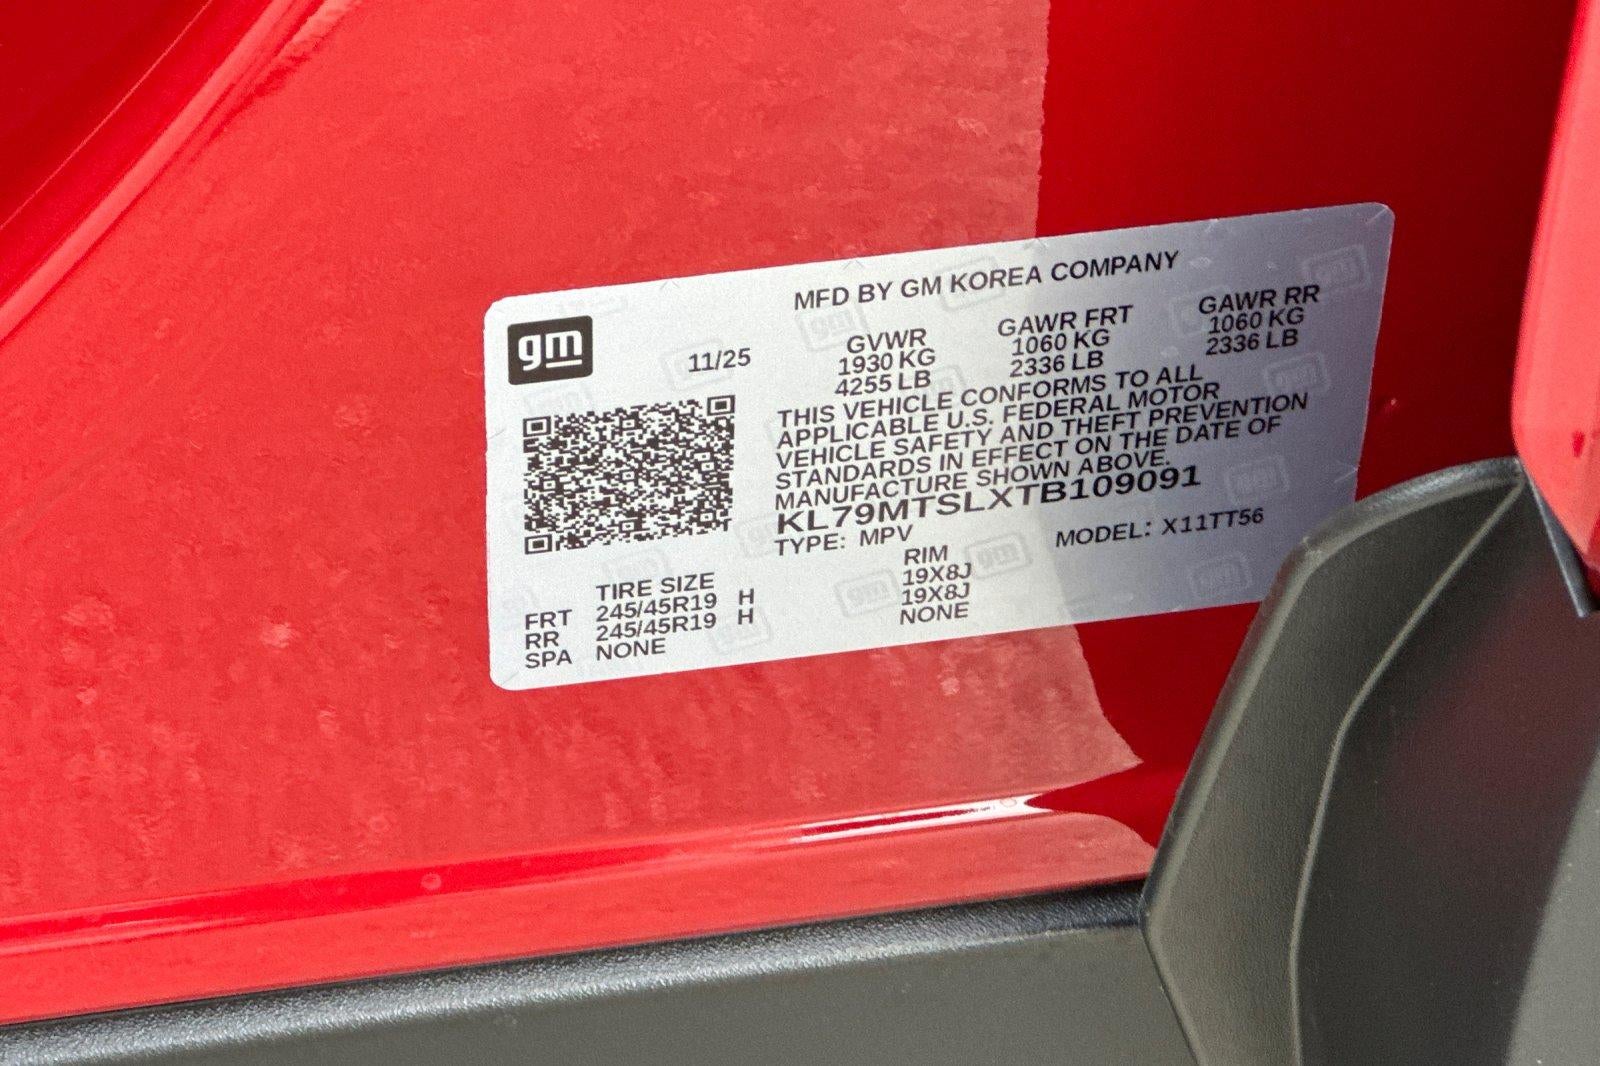 MFD BY GM KOREA COMPANY
gm
11/25
GVWR
1930 KG
4255 LB
GAWR FRT
1060 KG
2336 LB
GAWR RR
1060 KG
2336 LB
THIS VEHICLE CONFORMS TO ALL
APPLICABLE U.S. FEDERAL MOTOR
VEHICLE SAFETY AND THEFT PREVENTION
STANDARDS IN EFFECT ON THE DATE OF
MANUFACTURE SHOWN ABOVE.
KL79MTSLXTB109091
TYPE: MPV
MODEL: X11TT56
TIRE SIZE
RIM
FRT 245/45R19 H 19X8J
RR 245/45R19 H 19X8J
SPA NONE NONE